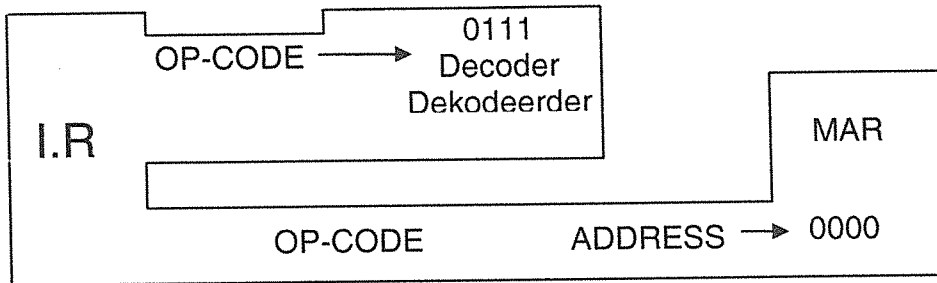 0111
OP-CODE → Decoder
Dekodeerder
I.R
MAR
OP-CODE ADDRESS → 0000